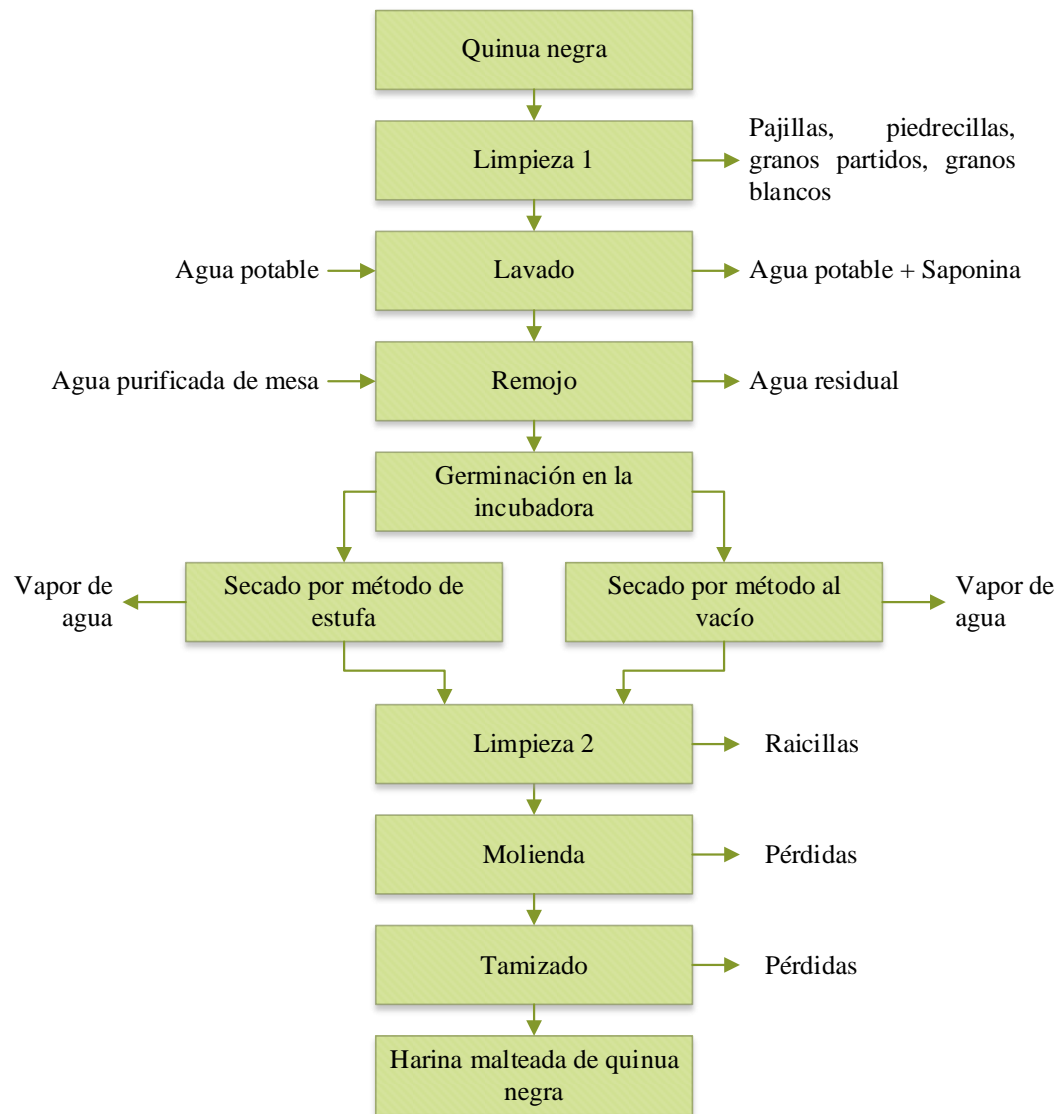 Quinua negra
Limpieza 1
Pajillas, piedrecillas,
granos partidos, granos
blancos
Agua potable
Lavado
Agua potable + Saponina
Agua purificada de mesa
Remojo
Agua residual
Germinación en la
incubadora
Vapor de
agua
Secado por método de
estufa
Secado por método al
vacío
Vapor de
agua
Limpieza 2
Raicillas
Molienda
Pérdidas
Tamizado
Pérdidas
Harina malteada de quinua
negra